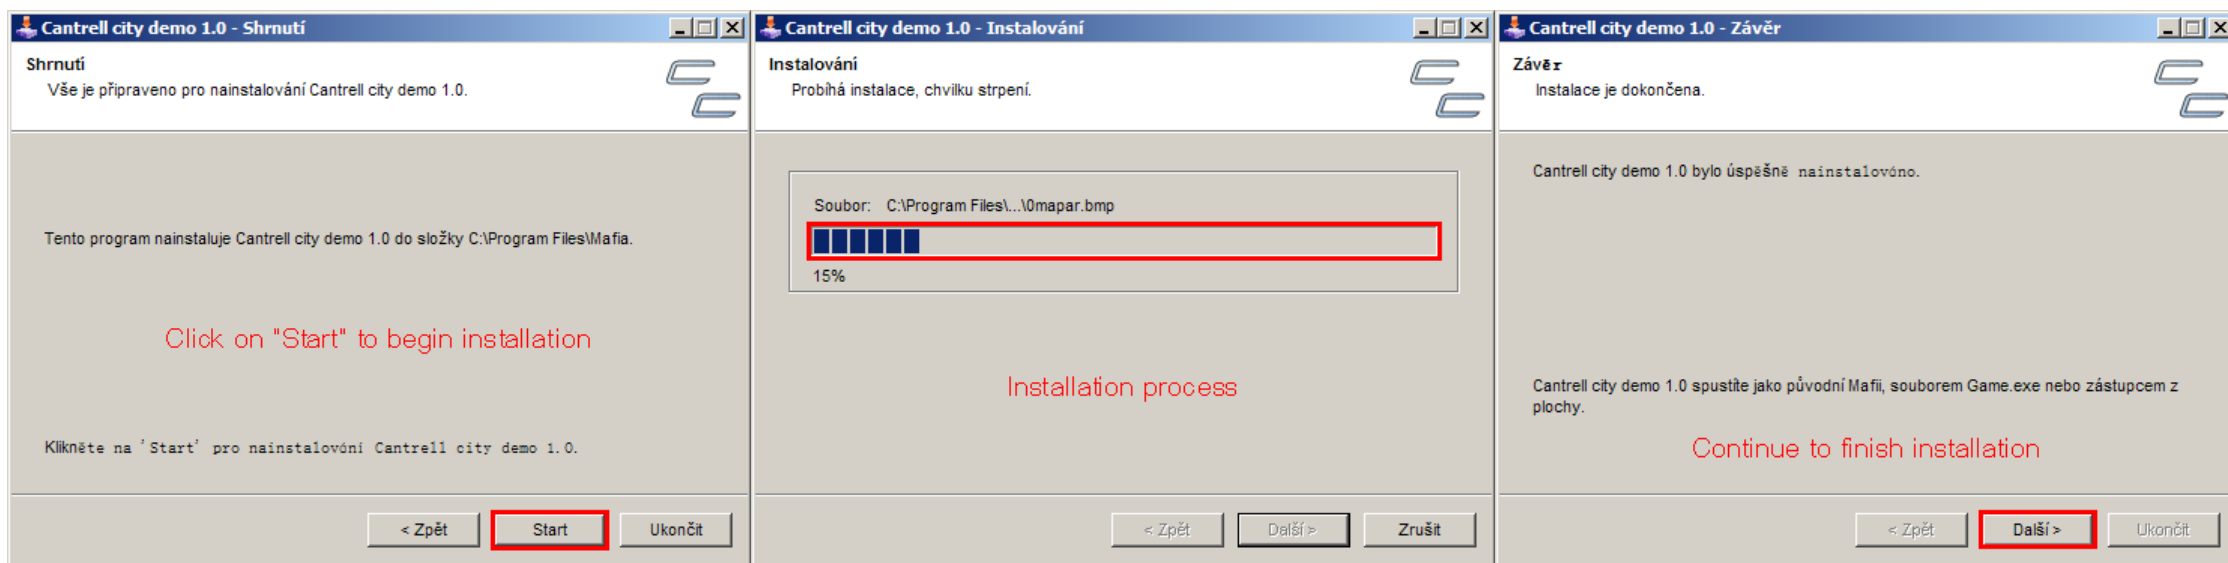 Cantrell city demo 1.0 - Shrnutí
Shrnutí
Vše je připraveno pro nainstalování Cantrell city demo 1.0.
Tento program nainstaluje Cantrell city demo 1.0 do složky C:\Program Files\Mafia.
Click on "Start" to begin installation
Klikněte na 'Start' pro nainstalování Cantrell city demo 1.0.
< Zpět
Start
Ukončit
Cantrell city demo 1.0 - Instalování
Instalování
Probíhá instalace, chvilku strpení.
Soubor: C:\Program Files\...\0mapar.bmp
15%
Installation process
< Zpět
Další >
Zrušit
Cantrell city demo 1.0 - Závěr
Závěr
Instalace je dokončena.
Cantrell city demo 1.0 bylo úspěšně nainstalováno.
Cantrell city demo 1.0 spustíte jako původní Mafii, souborem Game.exe nebo zástupcem z
plochy.
Continue to finish installation
< Zpět
Další >
Ukončit